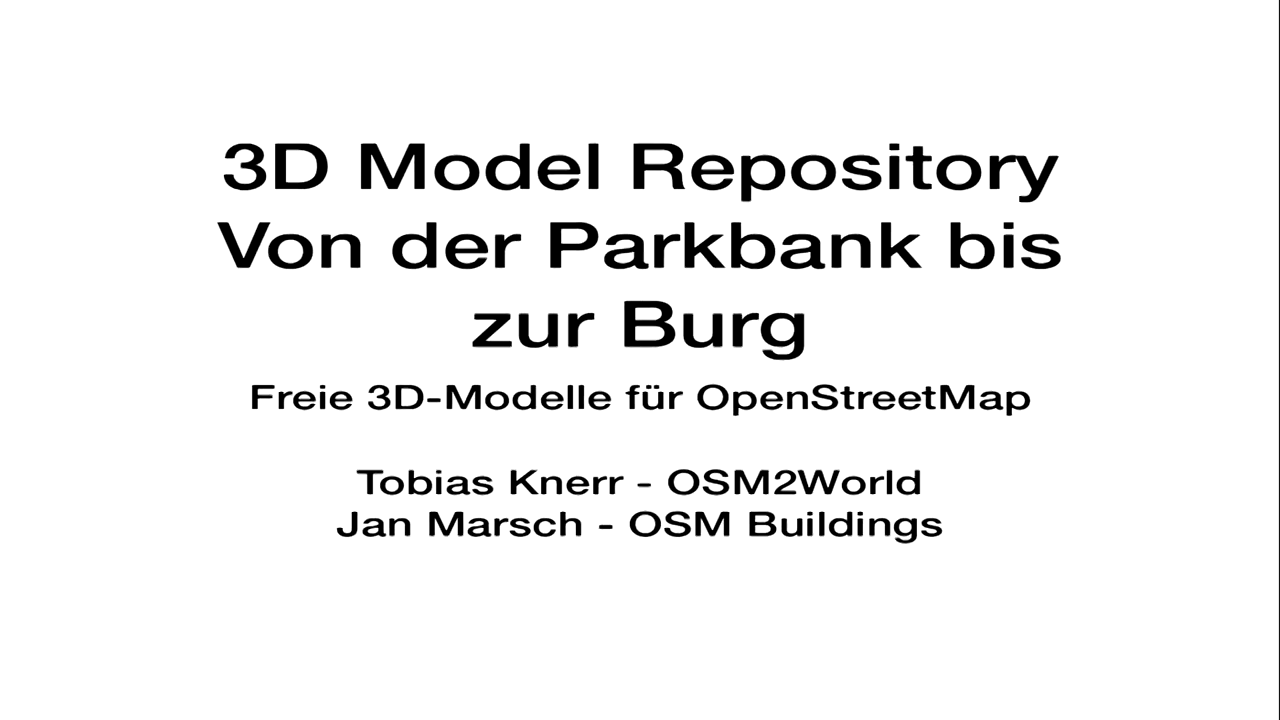 3D Model Repository
Von der Parkbank bis
zur Burg
Freie 3D-Modelle für OpenStreetMap
Tobias Knerr - OSM2World
Jan Marsch - OSM Buildings